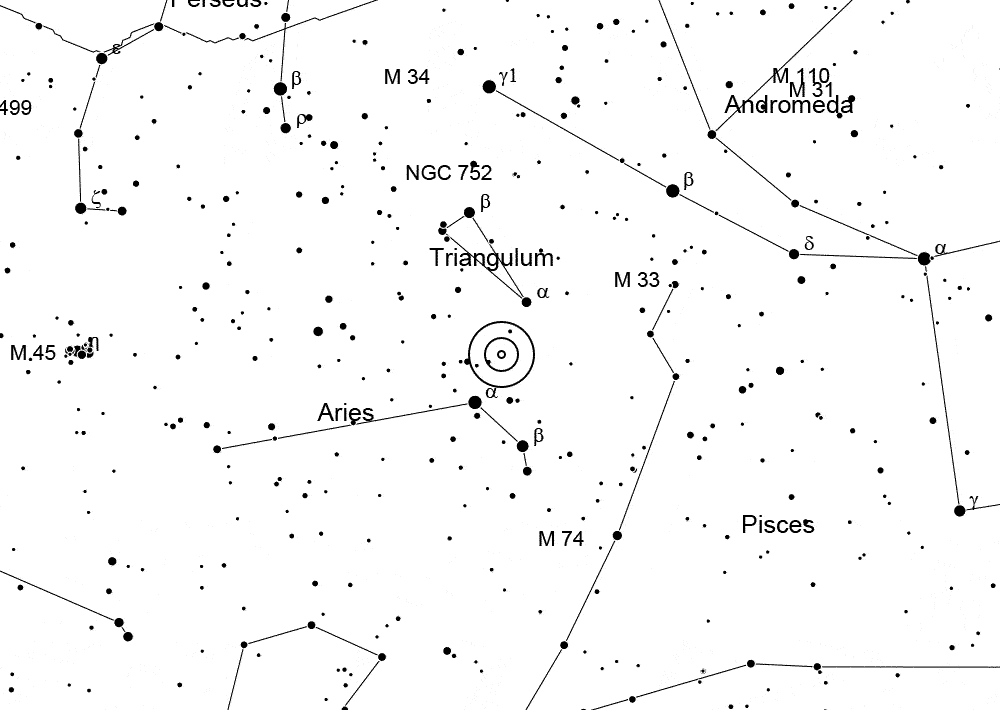 Perseus
ε
β
M 34
γ1
M 110
M 31
Andromeda
499
ρ
NGC 752
β
ζ
β
δ
α
Triangulum
M 33
α
η
M 45
α
Aries
β
γ
Pisces
M 74